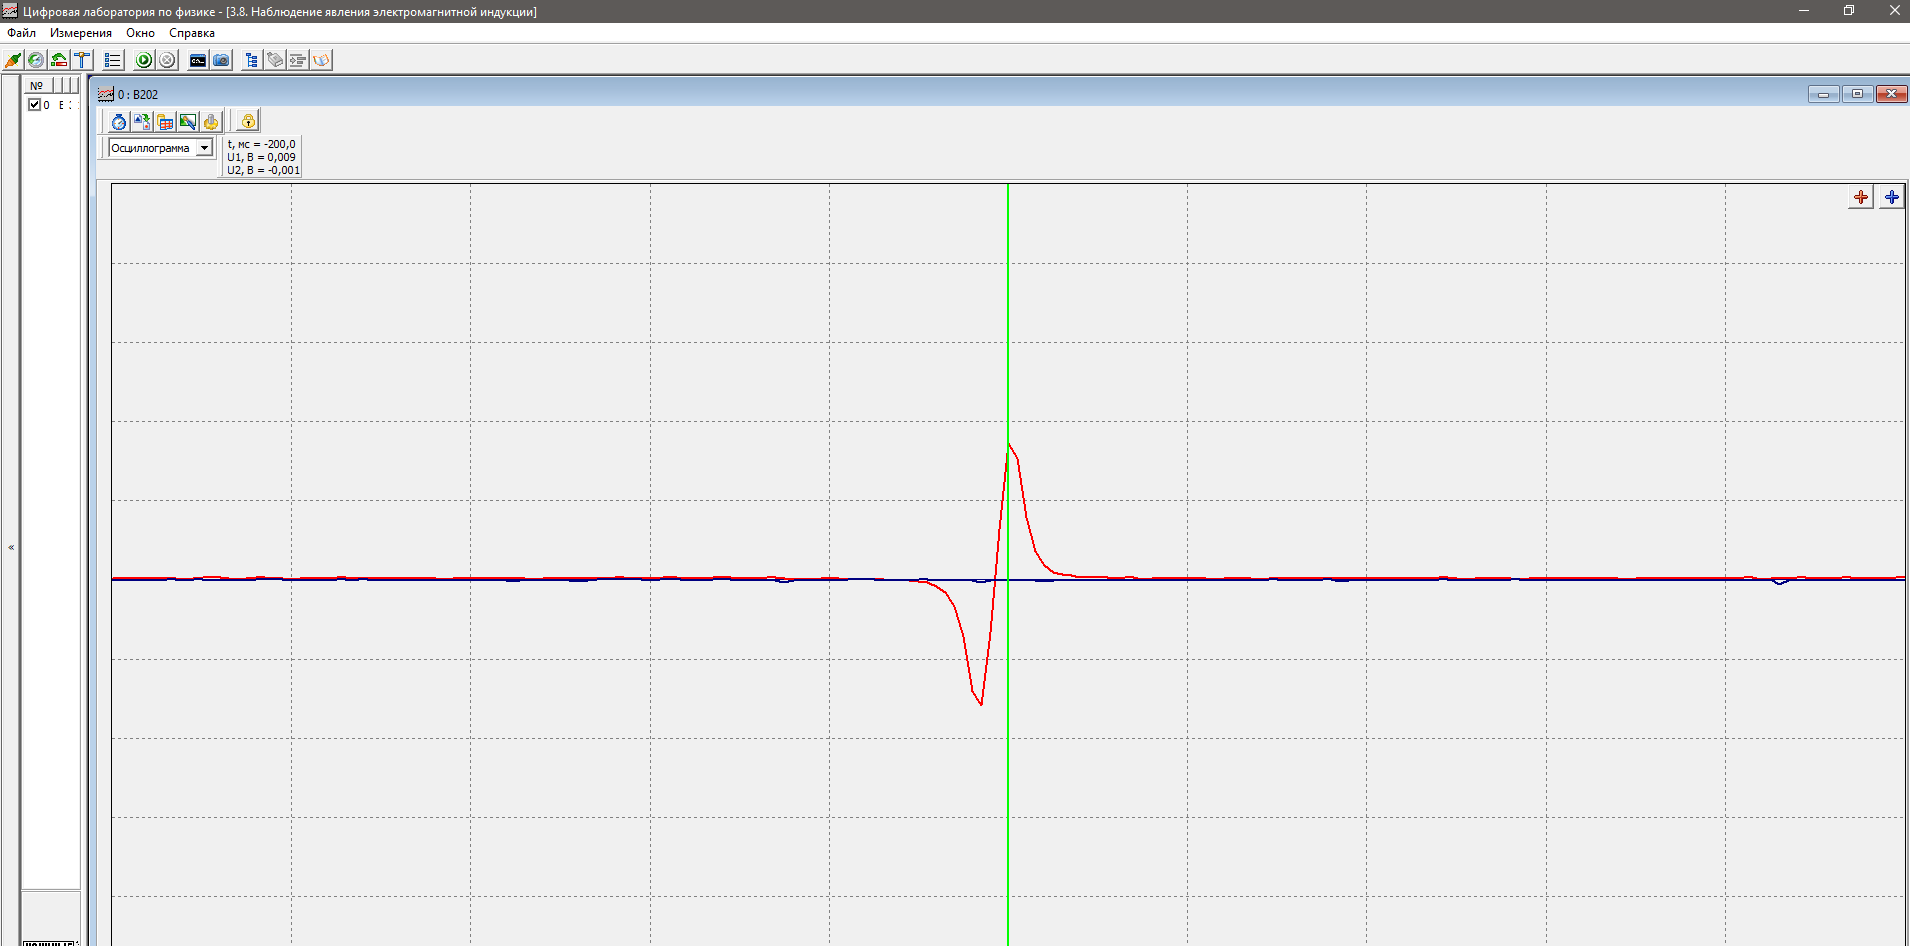 Цифровая лаборатория по физике - [3.8. Наблюдение явления электромагнитной индукции]
Файл Измерения Окно Справка
№
0 : B202
0
Осциллограмма
t, мс = -200,0
U1, В = 0,009
U2, В = -0,001
«